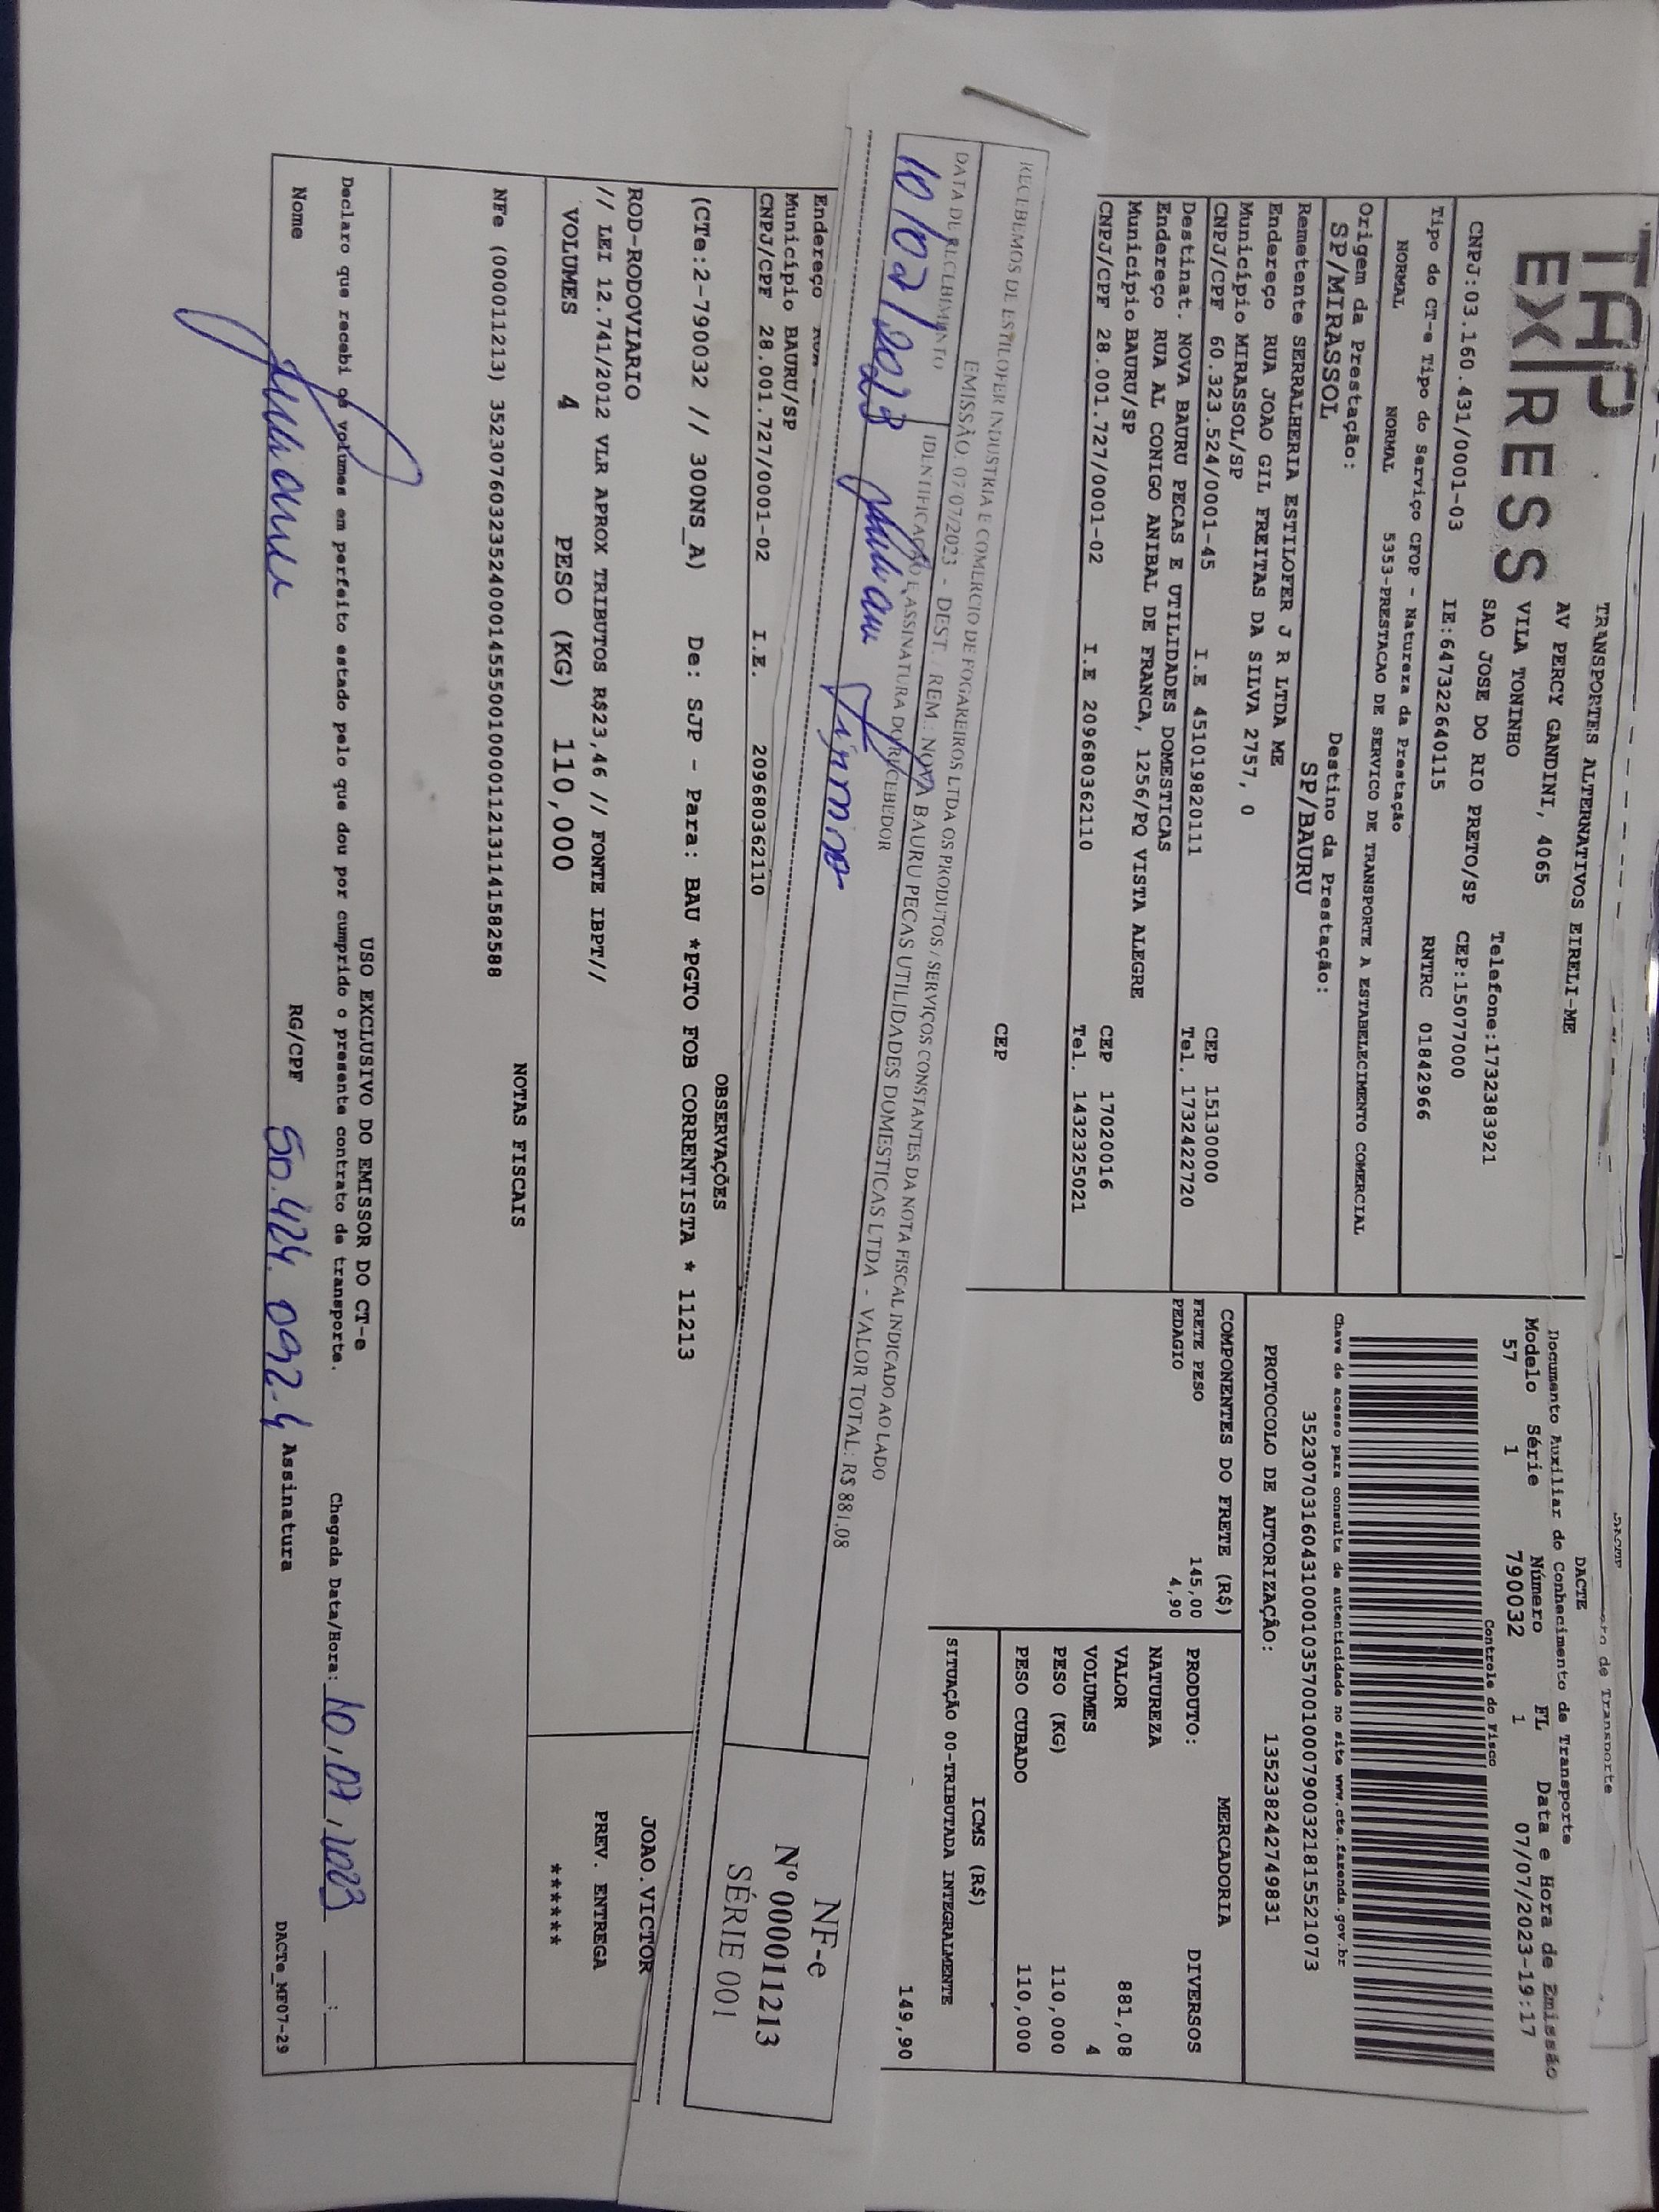 TAP
EXPRESS
TRANSPORTES ALTERNATIVOS EIRELI-ME
AV PERCY GANDINI, 4065
VILA TONINHO
SAO JOSE DO RIO PRETO/SP
Telefone:1732383921
CEP:15077000
CNPJ:03.160.431/0001-03
IE:647322640115
RNTRC 01842966
de Transporte
DACTE
Documento Auxiliar do Conhecimento de Transporte
Modelo Série Número FL Data e Hora de Emissão
57 1 790032 1 07/07/2023-19:17
Controle do Fisco
Tipo do CT-e Tipo do Serviço CFOP - Natureza da Prestação
NORMAL NORMAL 5353-PRESTACAO DE SERVICO DE TRANSPORTE A ESTABELECIMENTO COMERCIAL
Chave de acesso para consulta de autenticidade no site www.cte.fazenda.gov.br
35230703160431000103570010007900321815521073
Origem da Prestação: Destino da Prestação:
SP/MIRASSOL SP/BAURU
PROTOCOLO DE AUTORIZAÇÃO: 135238242749831
Remetente SERRALHERIA ESTILOFER J R LTDA ME
Endereço RUA JOAO GIL FREITAS DA SILVA 2757, 0
Município MIRASSOL/SP CEP 15130000
CNPJ/CPF 60.323.524/0001-45 I.E 451019820111 Tel. 1732422720
Destinat. NOVA BAURU PECAS E UTILIDADES DOMESTICAS
Endereço RUA AL CONIGO ANIBAL DE FRANCA, 1256/PQ VISTA ALEGRE
Município BAURU/SP CEP 17020016
CNPJ/CPF 28.001.727/0001-02 I.E 209680362110 Tel. 1432325021
CEP
COMPONENTES DO FRETE (R$)
FRETE PESO 145,00
PEDAGIO 4,90
MERCADORIA
PRODUTO: DIVERSOS
NATUREZA
VALOR 881,08
VOLUMES 4
PESO (KG) 110,000
PESO CUBADO 110,000
ICMS (R$)
SITUAÇÃO 00-TRIBUTADA INTEGRALMENTE
149,90
RECEBEMOS DE ESTILOFER INDUSTRIA E COMERCIO DE FOGAREIROS LTDA OS PRODUTOS / SERVIÇOS CONSTANTES DA NOTA FISCAL INDICADO AO LADO
EMISSÃO: 07/07/2023 - DEST. / REM.: NOVA BAURU PECAS UTILIDADES DOMESTICAS LTDA - VALOR TOTAL: R$ 881,08
DATA DE RECEBIMENTO IDENTIFICAÇÃO E ASSINATURA DO RECEBEDOR
10/07/2023
NF-e
Nº 000011213
SÉRIE 001
Endereço
Município BAURU/SP
CNPJ/CPF 28.001.727/0001-02 I.E. 209680362110
OBSERVAÇÕES
(CTe:2-790032 // 300NS_A) De: SJP - Para: BAU *PGTO FOB CORRENTISTA * 11213
JOAO.VICTOR
ROD-RODOVIARIO
// LEI 12.741/2012 VLR APROX TRIBUTOS R$23,46 // FONTE IBPT//
VOLUMES 4 PESO (KG) 110,000
PREV. ENTREGA
*******
NOTAS FISCAIS
NFe (000011213) 35230760323524000145550010000112131141582588
USO EXCLUSIVO DO EMISSOR DO CT-e
Declaro que recebi os volumes em perfeito estado pelo que dou por cumprido o presente contrato de transporte. Chegada Data/Hora: 10/07/2023 __:__
Nome RG/CPF 50.424.092-4 Assinatura
DACTe_MF07-29